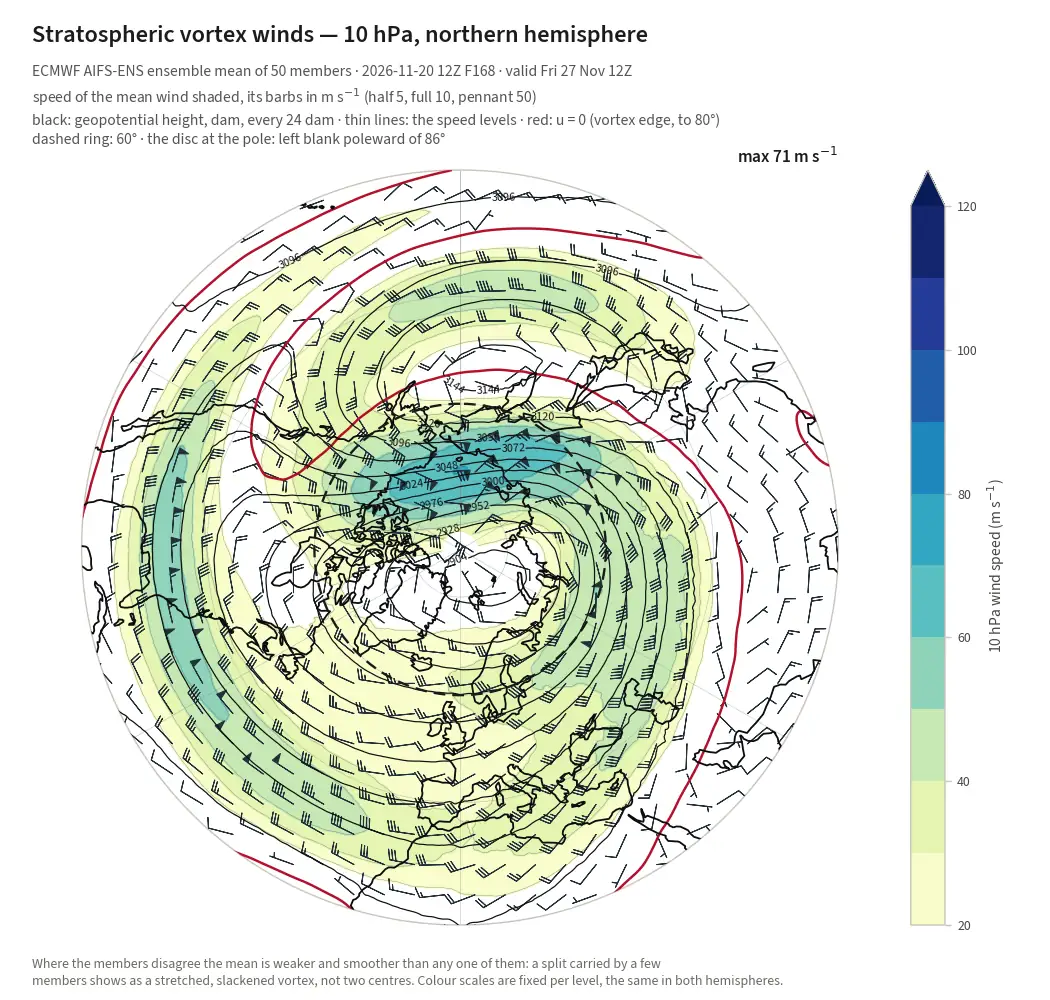 Stratospheric vortex winds — 10 hPa, northern hemisphere
ECMWF AIFS-ENS ensemble mean of 50 members · 2026-11-20 12Z F168 · valid Fri 27 Nov 12Z
speed of the mean wind shaded, its barbs in m s⁻¹ (half 5, full 10, pennant 50)
black: geopotential height, dam, every 24 dam · thin lines: the speed levels · red: u = 0 (vortex edge, to 80°)
dashed ring: 60° · the disc at the pole: left blank poleward of 86°
max 71 m s⁻¹
3096
3096
3096
3144
3144
3120
3096
3072
3048
3024
3000
2976
2952
2928
2904
120
100
80
60
40
20
10 hPa wind speed (m s⁻¹)
Where the members disagree the mean is weaker and smoother than any one of them: a split carried by a few
members shows as a stretched, slackened vortex, not two centres. Colour scales are fixed per level, the same in both hemispheres.